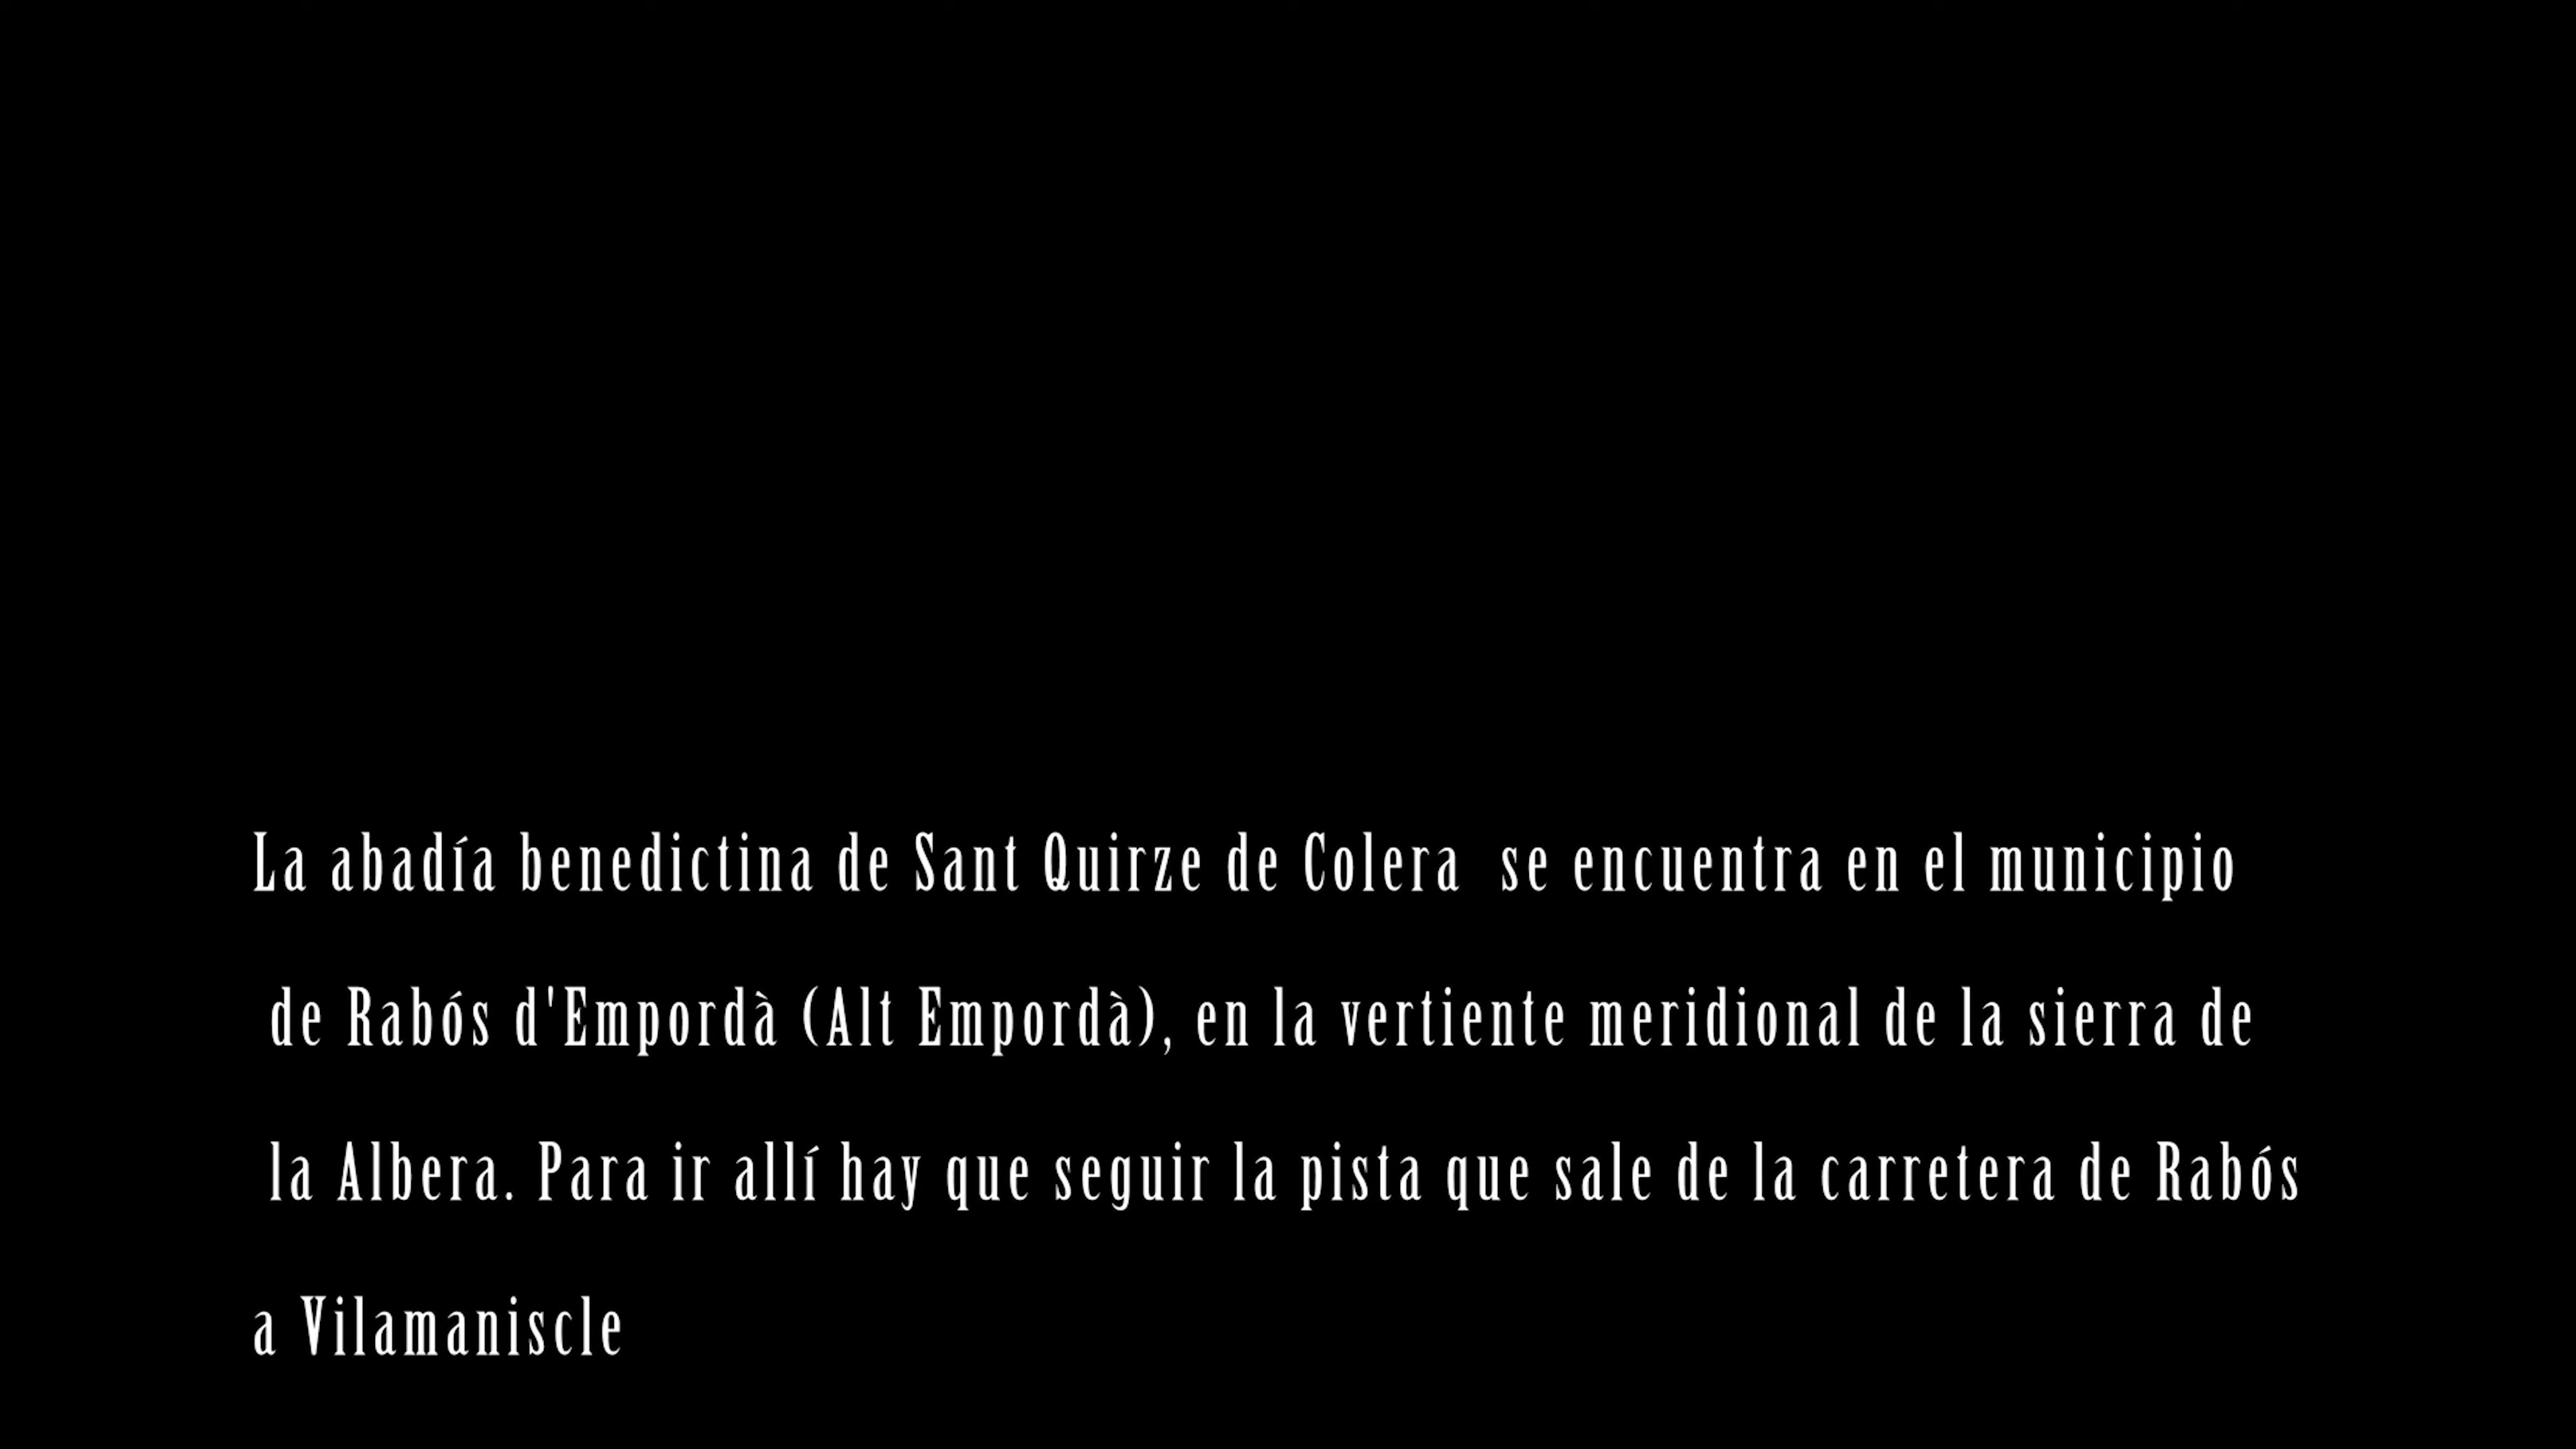 La abadía benedictina de Sant Quirze de Colera  se encuentra en el municipio
de Rabós d'Empordà (Alt Empordà), en la vertiente meridional de la sierra de
la Albera. Para ir allí hay que seguir la pista que sale de la carretera de Rabós
a Vilamaniscle